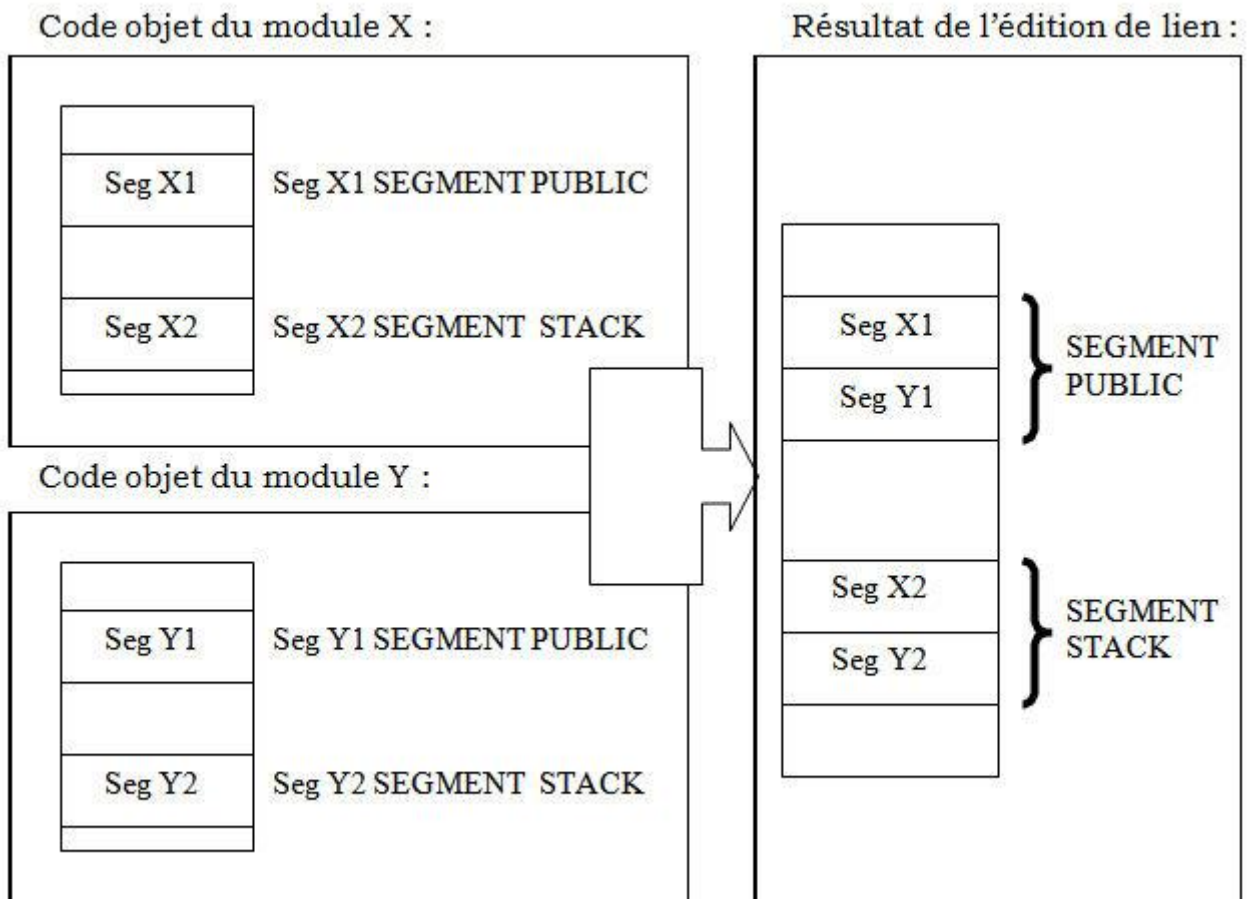 Code objet du module X :
Seg X1
Seg X1 SEGMENT PUBLIC
Seg X2
Seg X2 SEGMENT STACK
Code objet du module Y :
Seg Y1
Seg Y1 SEGMENT PUBLIC
Seg Y2
Seg Y2 SEGMENT STACK
Résultat de l'édition de lien :
Seg X1
Seg Y1
SEGMENT
PUBLIC
Seg X2
Seg Y2
SEGMENT
STACK